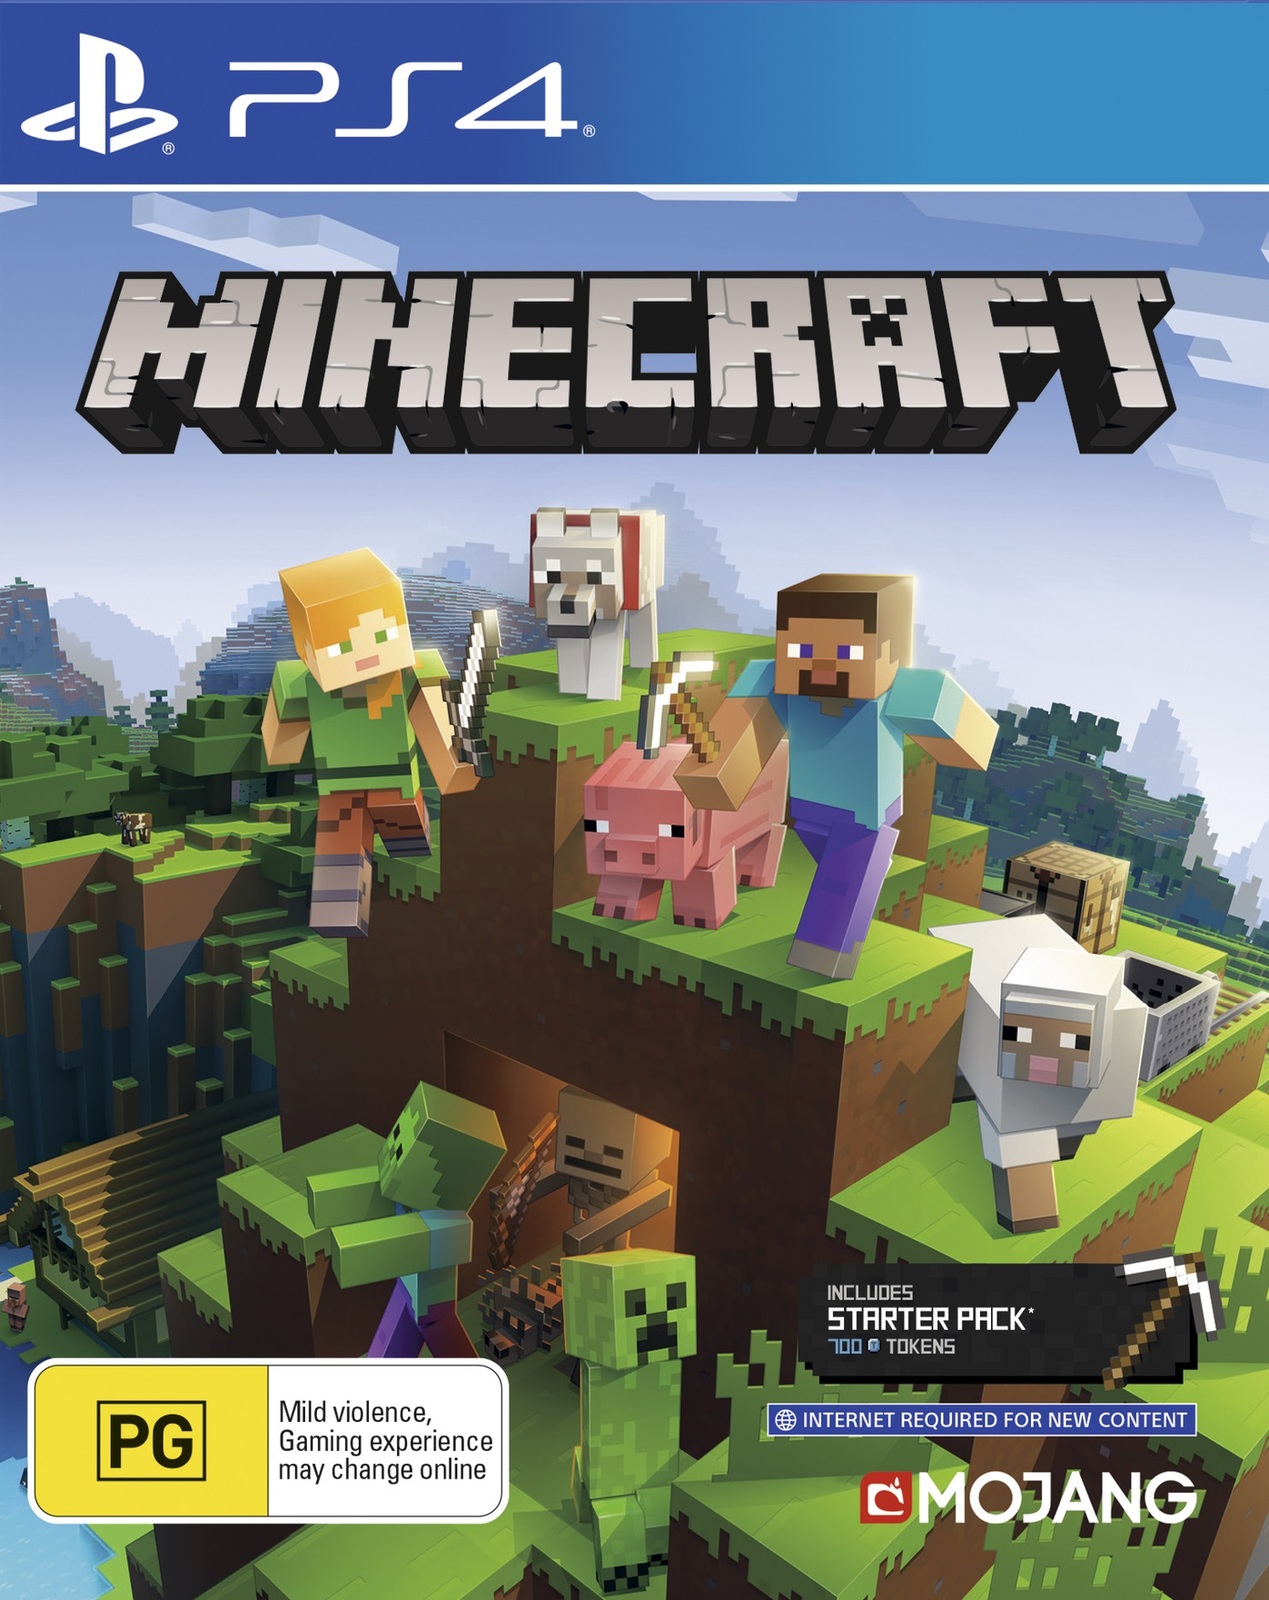 PS4®
MINECRAFT
INCLUDES
STARTER PACK*
700 TOKENS
INTERNET REQUIRED FOR NEW CONTENT
PG
Mild violence,
Gaming experience
may change online
MOJANG